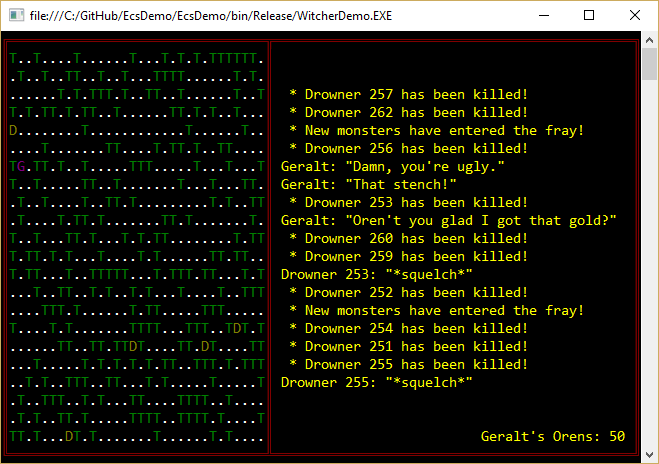 file:///C:/GitHub/EcsDemo/EcsDemo/bin/Release/WitcherDemo.EXE
T..T....T......T...T.T.T.TTTTTT.
.T..T..TT..T..T...TTTT......T.T.
.......T.T.TTT.T..TT..T......T..T
T.T.TT.T.TT..T......TT.T.T..T...
D........T............T......T..T
....T.......TT....T.TT.T..TT....
TG.TT.T..T.....TTT.....T...T...T
T..T.....TT..T.......T...T...TT.
.T..T....T...TT.T.........T.T..TT
.T....T.TT.T.......TT.T......T..
T...T...TT.T...T.T.TT........T.TT
T.TT.T.T...T..T.T......T..T.T..TT
T.TT...T..TTTTT...T.TTT.TT..T.T.
...T..TT..T.T.T...T.....T....TTT
....TTT.T......T.TT.....TTT.....
T....T.T.......TTTT...TTT..TDT.T
......TT..TT.TTDT....TT.DT....TT
...T.....T.T.T.T.T.TT..TTT.T.TTT
..T.T...TTT...TT...T..TTTT...T.T
.T..TTT...TT..T.T.....TTTT.T...T
.T.T..TT.T.....TTTT...TTTT.....T
TT.T...DT.T.......T......T.T....
* Drowner 257 has been killed!
* Drowner 262 has been killed!
* New monsters have entered the fray!
* Drowner 256 has been killed!
Geralt: "Damn, you're ugly."
Geralt: "That stench!"
* Drowner 253 has been killed!
Geralt: "Oren't you glad I got that gold?"
* Drowner 260 has been killed!
* Drowner 259 has been killed!
Drowner 253: "*squelch*"
* Drowner 252 has been killed!
* New monsters have entered the fray!
* Drowner 254 has been killed!
* Drowner 251 has been killed!
* Drowner 255 has been killed!
Drowner 255: "*squelch*"
Geralt's Orens: 50